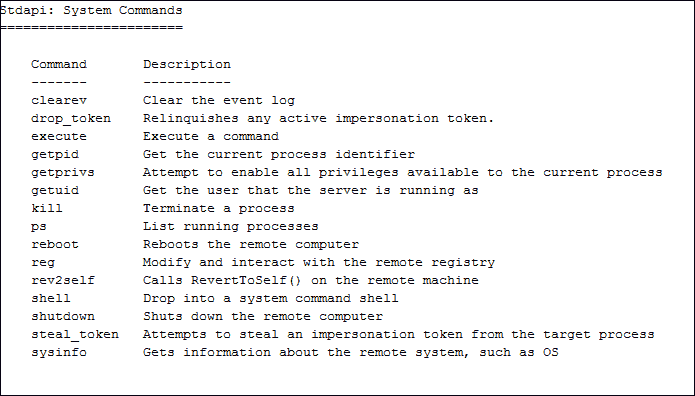 Stdapi: System Commands
=======================
Command Description
------- -----------
clearev Clear the event log
drop_token Relinquishes any active impersonation token.
execute Execute a command
getpid Get the current process identifier
getprivs Attempt to enable all privileges available to the current process
getuid Get the user that the server is running as
kill Terminate a process
ps List running processes
reboot Reboots the remote computer
reg Modify and interact with the remote registry
rev2self Calls RevertToSelf() on the remote machine
shell Drop into a system command shell
shutdown Shuts down the remote computer
steal_token Attempts to steal an impersonation token from the target process
sysinfo Gets information about the remote system, such as OS